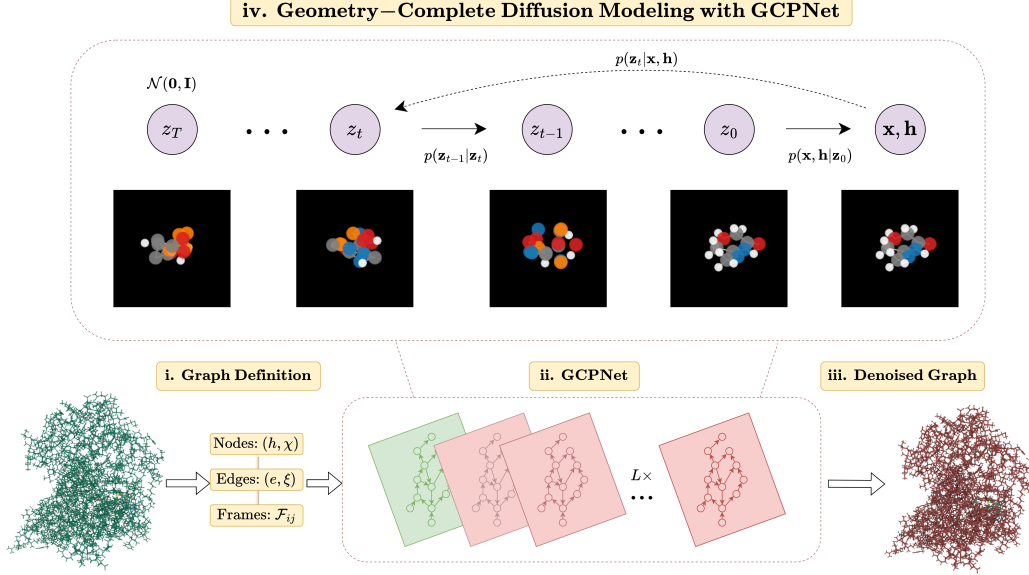 iv. Geometry−Complete Diffusion Modeling with GCPNet
p(𝐳ₜ|𝐱, 𝐡)
𝒩(𝟎, 𝐈)
z_T
• • •
zₜ
zₜ₋₁
• • •
z₀
𝐱, 𝐡
p(𝐳ₜ₋₁|𝐳ₜ)
p(𝐱, 𝐡|𝐳₀)
i. Graph Definition
ii. GCPNet
iii. Denoised Graph
Nodes: (h, χ)
Edges: (e, ξ)
Frames: ℱᵢⱼ
L×
• • •